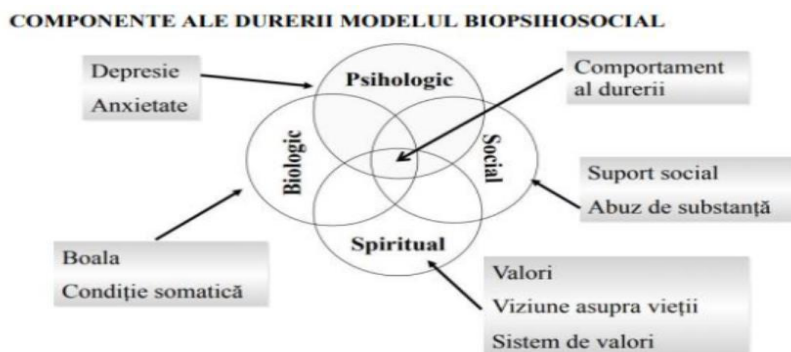 COMPONENTE ALE DURERII MODELUL BIOPSIHOSOCIAL
Depresie
Anxietate
Psihologic
Comportament
al durerii
Biologic
Social
Suport social
Abuz de substanță
Spiritual
Boala
Condiție somatică
Valori
Viziune asupra vieții
Sistem de valori